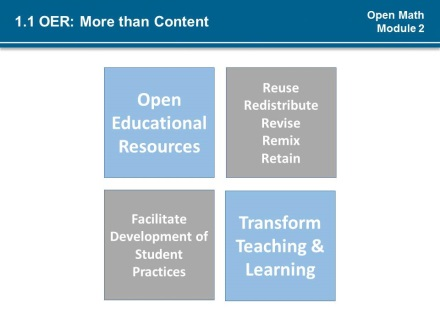 1.1 OER: More than Content
Open Math
Module 2
Open
Educational
Resources
Reuse
Redistribute
Revise
Remix
Retain
Facilitate
Development of
Student
Practices
Transform
Teaching &
Learning